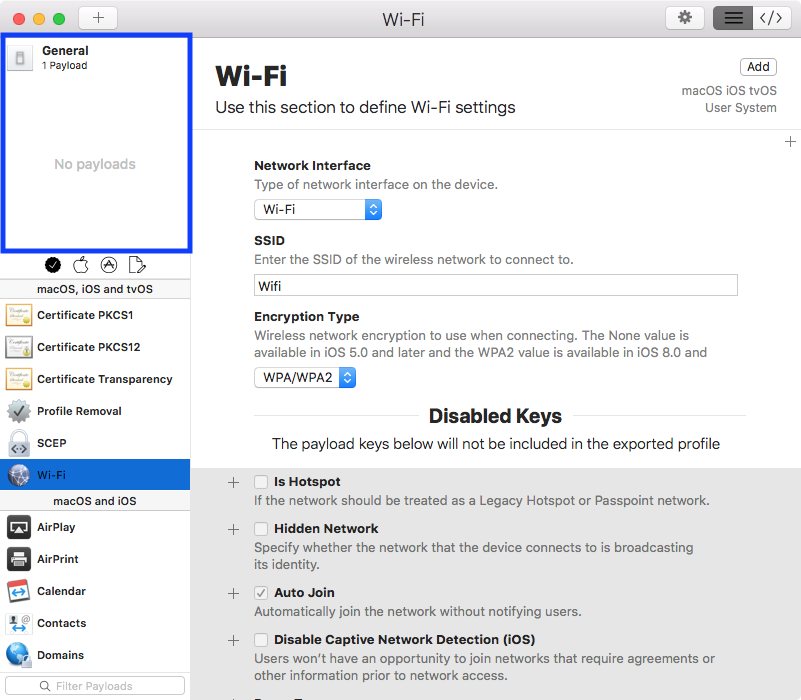 Wi-Fi
General
1 Payload
No payloads
macOS, iOS and tvOS
Certificate PKCS1
Certificate PKCS12
Certificate Transparency
Profile Removal
SCEP
Wi-Fi
macOS and iOS
AirPlay
AirPrint
Calendar
Contacts
Domains
Filter Payloads
Wi-Fi
Add
Use this section to define Wi-Fi settings
macOS iOS tvOS
User System
Network Interface
Type of network interface on the device.
Wi-Fi
SSID
Enter the SSID of the wireless network to connect to.
Wifi
Encryption Type
Wireless network encryption to use when connecting. The None value is
available in iOS 5.0 and later and the WPA2 value is available in iOS 8.0 and
WPA/WPA2
Disabled Keys
The payload keys below will not be included in the exported profile
Is Hotspot
If the network should be treated as a Legacy Hotspot or Passpoint network.
Hidden Network
Specify whether the network that the device connects to is broadcasting
its identity.
Auto Join
Automatically join the network without notifying users.
Disable Captive Network Detection (iOS)
Users won't have an opportunity to join networks that require agreements or
other information prior to network access.